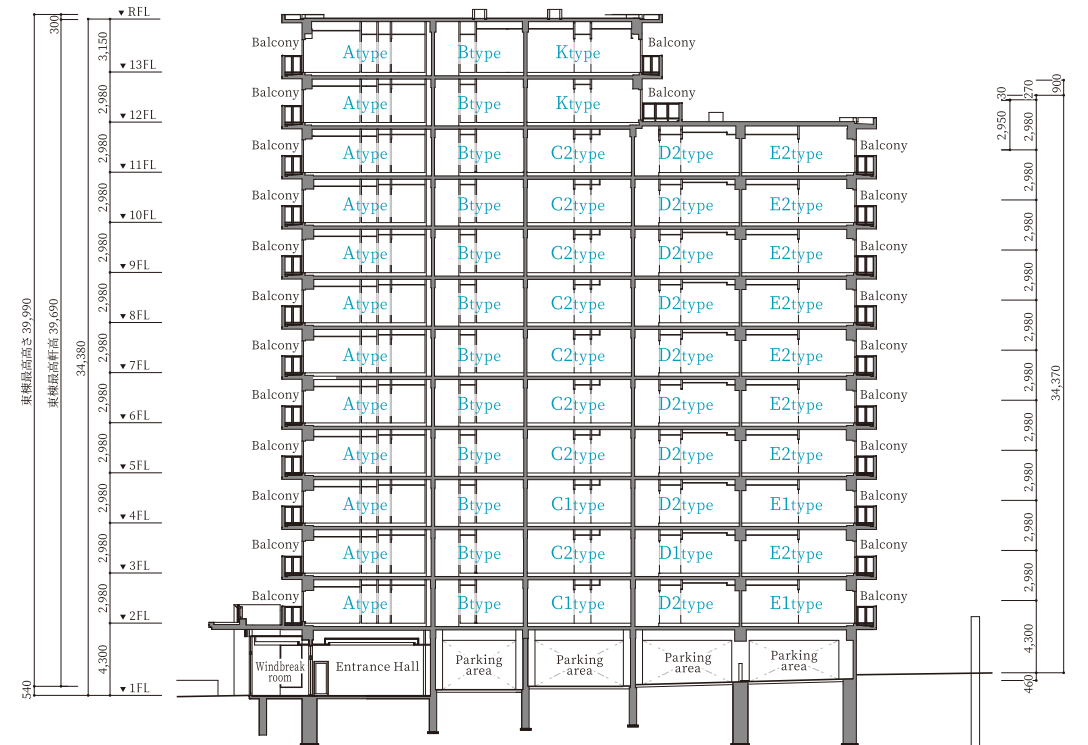 RFL
300
3,150
Balcony
Atype
Btype
Ktype
Balcony
13FL
2,980
Balcony
Atype
Btype
Ktype
Balcony
12FL
900
270
30
2,950
2,980
2,980
Balcony
Atype
Btype
C2type
D2type
E2type
Balcony
11FL
2,980
2,980
Balcony
Atype
Btype
C2type
D2type
E2type
Balcony
10FL
2,980
2,980
Balcony
Atype
Btype
C2type
D2type
E2type
Balcony
9FL
2,980
2,980
Balcony
Atype
Btype
C2type
D2type
E2type
Balcony
8FL
2,980
東棟最高高さ 39,990
東棟最高軒高 39,690
34,380
2,980
Balcony
Atype
Btype
C2type
D2type
E2type
Balcony
7FL
2,980
34,370
2,980
Balcony
Atype
Btype
C2type
D2type
E2type
Balcony
6FL
2,980
2,980
Balcony
Atype
Btype
C2type
D2type
E2type
Balcony
5FL
2,980
2,980
Balcony
Atype
Btype
C1type
D2type
E1type
Balcony
4FL
2,980
2,980
Balcony
Atype
Btype
C2type
D1type
E2type
Balcony
3FL
2,980
2,980
Balcony
Atype
Btype
C1type
D2type
E1type
Balcony
2FL
2,980
4,300
Windbreak
room
Entrance Hall
Parking
area
Parking
area
Parking
area
Parking
area
4,300
540
1FL
460